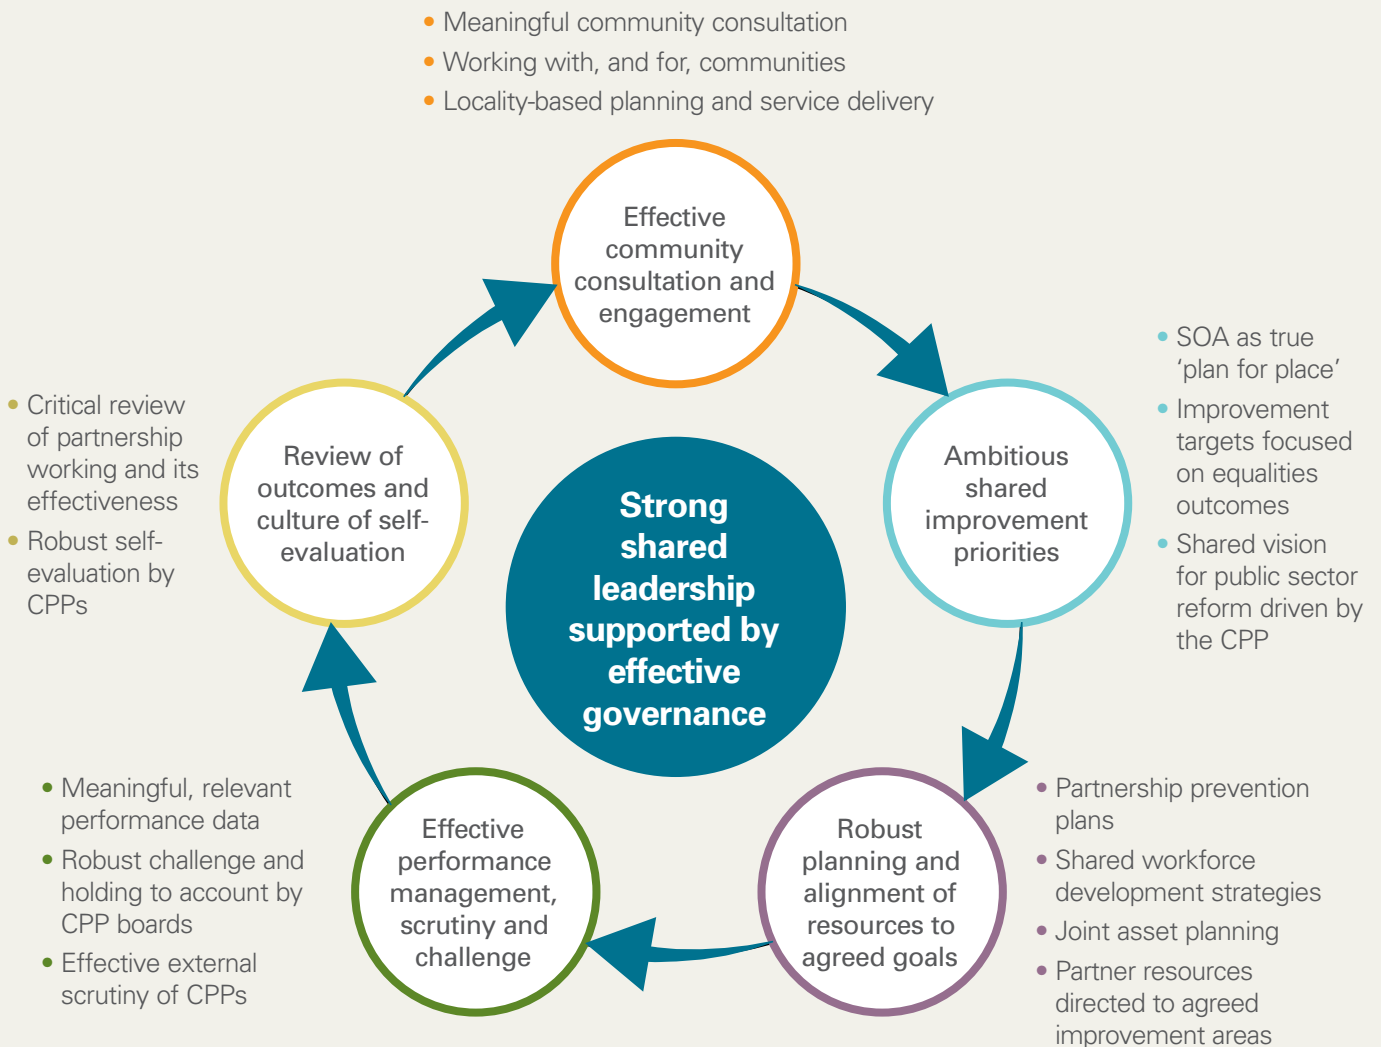 • Meaningful community consultation
• Working with, and for, communities
• Locality-based planning and service delivery
Effective
community
consultation and
engagement
• SOA as true
‘plan for place’
• Improvement
targets focused
on equalities
outcomes
• Shared vision
for public sector
reform driven by
the CPP
Ambitious
shared
improvement
priorities
• Critical review
of partnership
working and its
effectiveness
• Robust self-
evaluation by
CPPs
Review of
outcomes and
culture of self-
evaluation
Strong
shared
leadership
supported by
effective
governance
• Meaningful, relevant
performance data
• Robust challenge and
holding to account by
CPP boards
• Effective external
scrutiny of CPPs
Effective
performance
management,
scrutiny and
challenge
Robust
planning and
alignment of
resources to
agreed goals
• Partnership prevention
plans
• Shared workforce
development strategies
• Joint asset planning
• Partner resources
directed to agreed
improvement areas